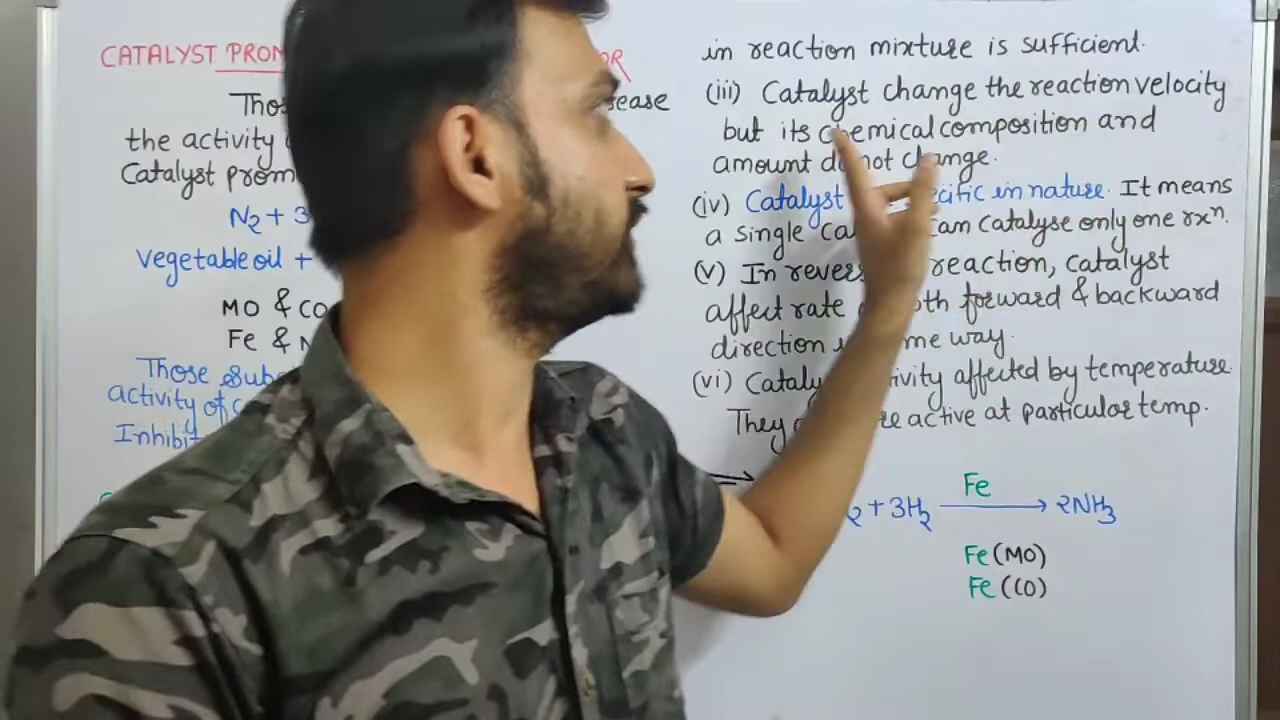 CATALYST PROM OR
Thos sease
the activity
Catalyst prom
N2 + 3
vegetable oil +
MO & CO
Fe & N
Those Subs
activity of
Inhibit
in reaction mixture is sufficient.
(iii) Catalyst change the reaction velocity
but its chemical composition and
amount do not change.
(iv) Catalyst cific in nature. It means
a single ca can catalyse only one rxⁿ.
(v) In revers reaction, catalyst
affect rate forward & backward
direction me way.
(vi) Cataly ivity affected by temperature
They re active at particular temp.
2 + 3H2 Fe → 2NH3
Fe (MO)
Fe (CO)